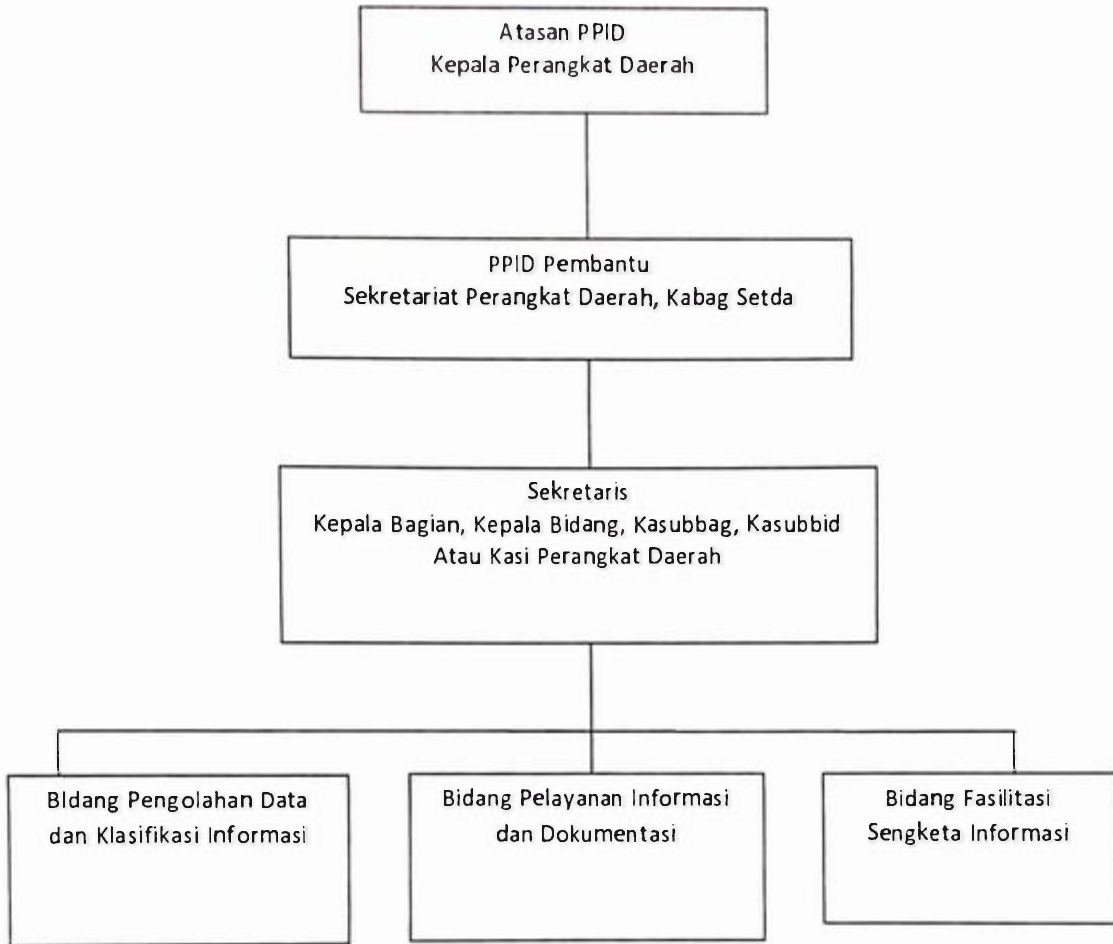 Atasan PPID
Kepala Perangkat Daerah
PPID Pembantu
Sekretariat Perangkat Daerah, Kabag Setda
Sekretaris
Kepala Bagian, Kepala Bidang, Kasubbag, Kasubbid
Atau Kasi Perangkat Daerah
Bidang Pengolahan Data
dan Klasifikasi Informasi
Bidang Pelayanan Informasi
dan Dokumentasi
Bidang Fasilitasi
Sengketa Informasi